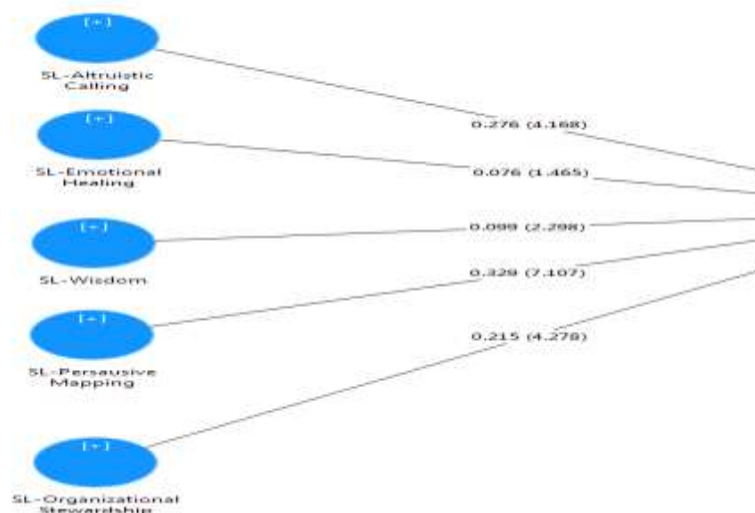 [+]
SL-Altruistic
Calling
0.276 (4.168)
[+]
SL-Emotional
Healing
0.076 (1.465)
[+]
SL-Wisdom
0.099 (2.298)
[+]
SL-Persausive
Mapping
0.329 (7.107)
[+]
SL-Organizational
Stewardship
0.215 (4.278)